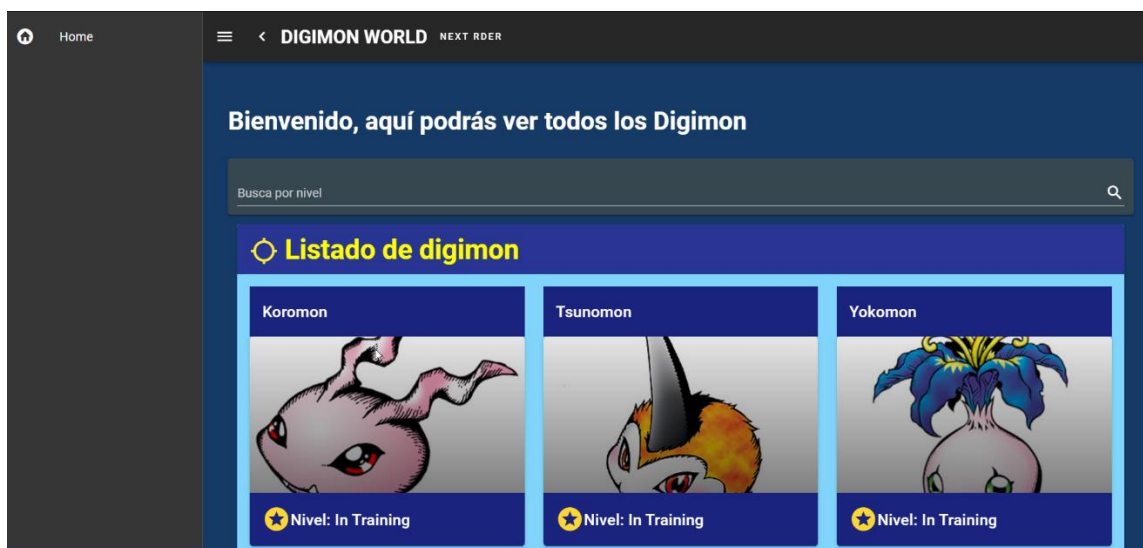 Home
DIGIMON WORLD NEXT RDER
Bienvenido, aquí podrás ver todos los Digimon
Busca por nivel
Listado de digimon
Koromon
Tsunomon
Yokomon
Nivel: In Training
Nivel: In Training
Nivel: In Training